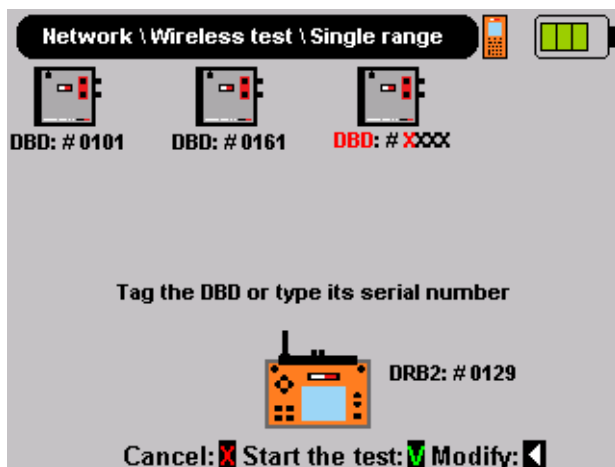 Network \ Wireless test \ Single range
DBD: # 0101 DBD: # 0161 DBD: # XXXX
Tag the DBD or type its serial number
DRB2: # 0129
Cancel: X Start the test: V Modify: